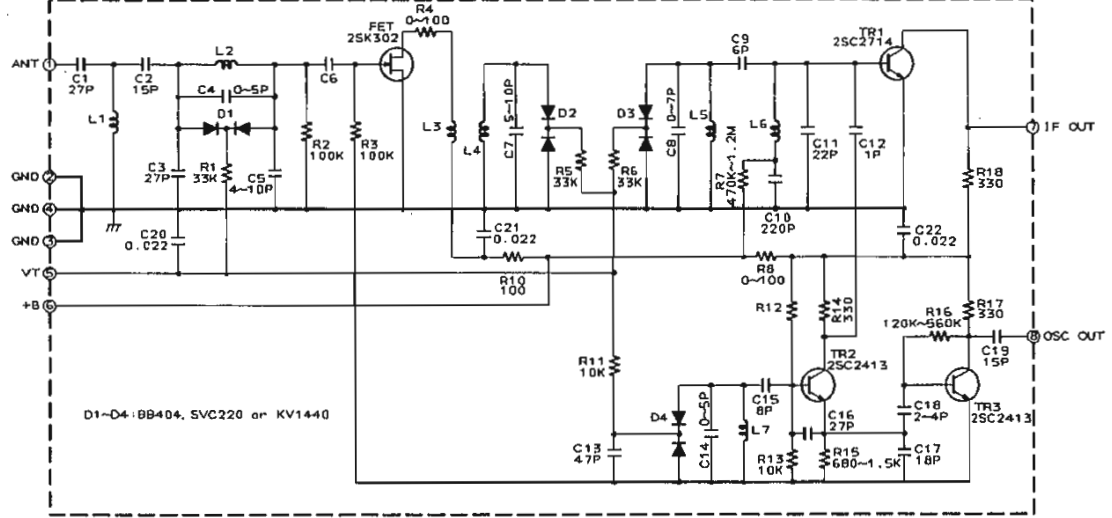 R4
0~100
FET
2SK302
TR1
2SC2714
ANT 1
C1
27P
C2
15P
L2
C4
0~5P
D1
C6
L1
L3
L4
C7 5~10P
D2
D3
C9
6P
C8 0~7P
L5
L6
R7
470K~1.2M
C11
22P
C12
1P
7 IF OUT
R2
100K
R3
100K
R1
33K
4~10P
C5
C3
27P
R5
33K
R6
33K
R18
330
GND 2
GND 4
GND 3
C10
220P
C20
0.022
C21
0.022
C22
0.022
VT 5
R10
100
R8
0~100
+B 6
R12
R14
330
R16
120K~560K
R17
330
8 OSC OUT
C19
15P
R11
10K
TR2
2SC2413
C15
8P
D4
C14 0~5P
L7
C16
27P
C18
2~4P
TR3
2SC2413
D1~D4:BB404, SVC220 or KV1440
C13
47P
R13
10K
R15
680~1.5K
C17
18P